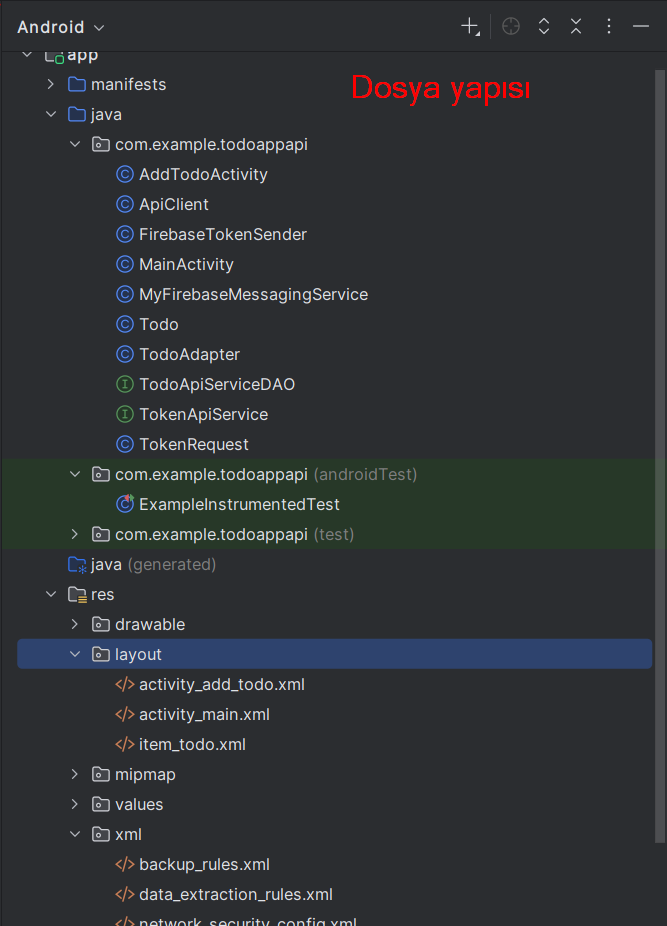 Android
app
Dosya yapısı
manifests
java
com.example.todoappapi
AddTodoActivity
ApiClient
FirebaseTokenSender
MainActivity
MyFirebaseMessagingService
Todo
TodoAdapter
TodoApiServiceDAO
TokenApiService
TokenRequest
com.example.todoappapi (androidTest)
ExampleInstrumentedTest
com.example.todoappapi (test)
java (generated)
res
drawable
layout
activity_add_todo.xml
activity_main.xml
item_todo.xml
mipmap
values
xml
backup_rules.xml
data_extraction_rules.xml
network_security_config.xml